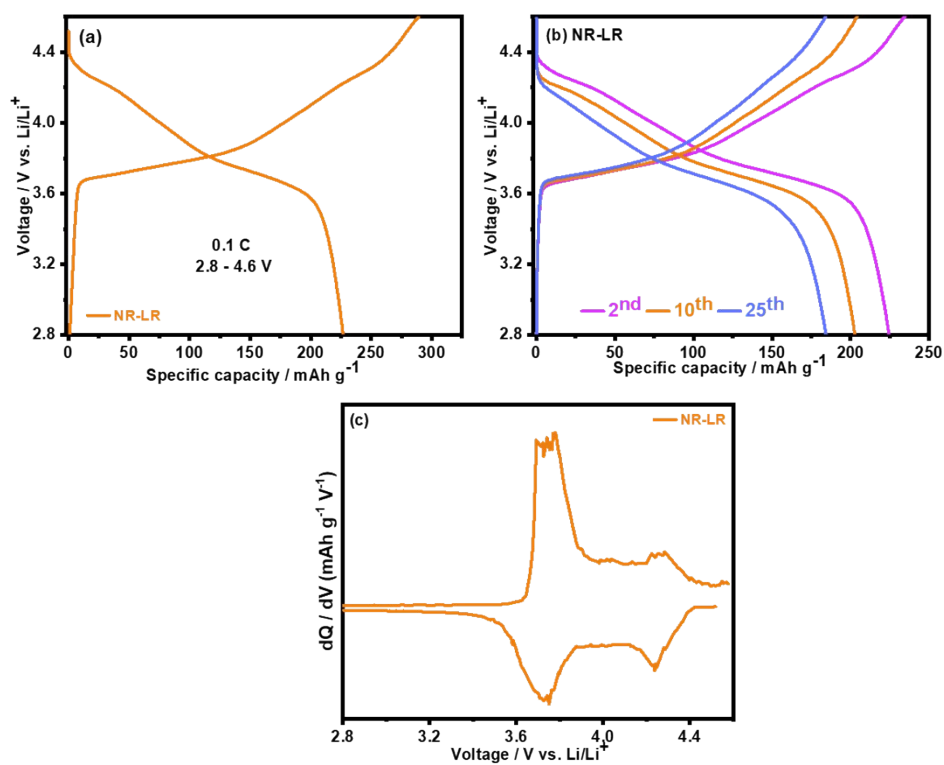 (a)
4.4
4.0
3.6
3.2
2.8
Voltage / V vs. Li/Li⁺
0.1 C
2.8 - 4.6 V
NR-LR
0 50 100 150 200 250 300
Specific capacity / mAh g⁻¹
(b) NR-LR
4.4
4.0
3.6
3.2
2.8
Voltage / V vs. Li/Li⁺
2ⁿᵈ 10ᵗʰ 25ᵗʰ
0 50 100 150 200 250
Specific capacity / mAh g⁻¹
(c)
NR-LR
dQ / dV (mAh g⁻¹ V⁻¹)
2.8 3.6 4.0 4.4
Voltage / V vs. Li/Li⁺